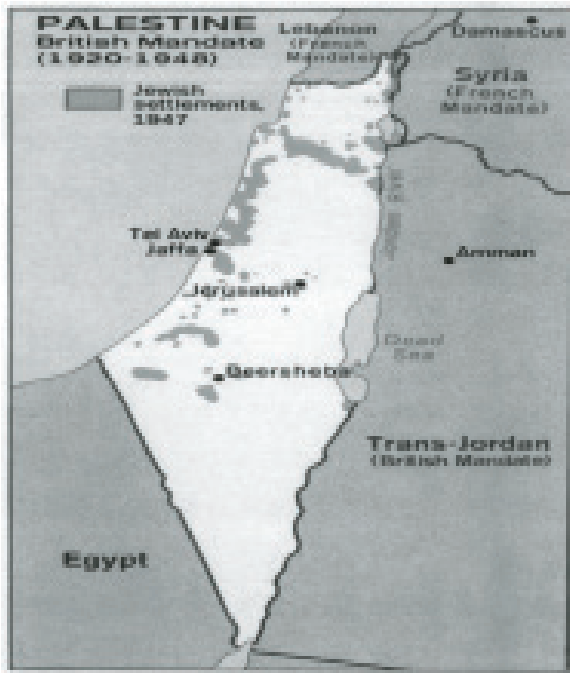 PALESTINE
British Mandate
(1920-1948)
Jewish
settlements,
1947
Lebanon
(French
Mandate)
Damascus
Syria
(French
Mandate)
Tel Aviv
Jaffa
Amman
Jerusalem
Dead
Sea
Beersheba
Trans-Jordan
(British Mandate)
Egypt